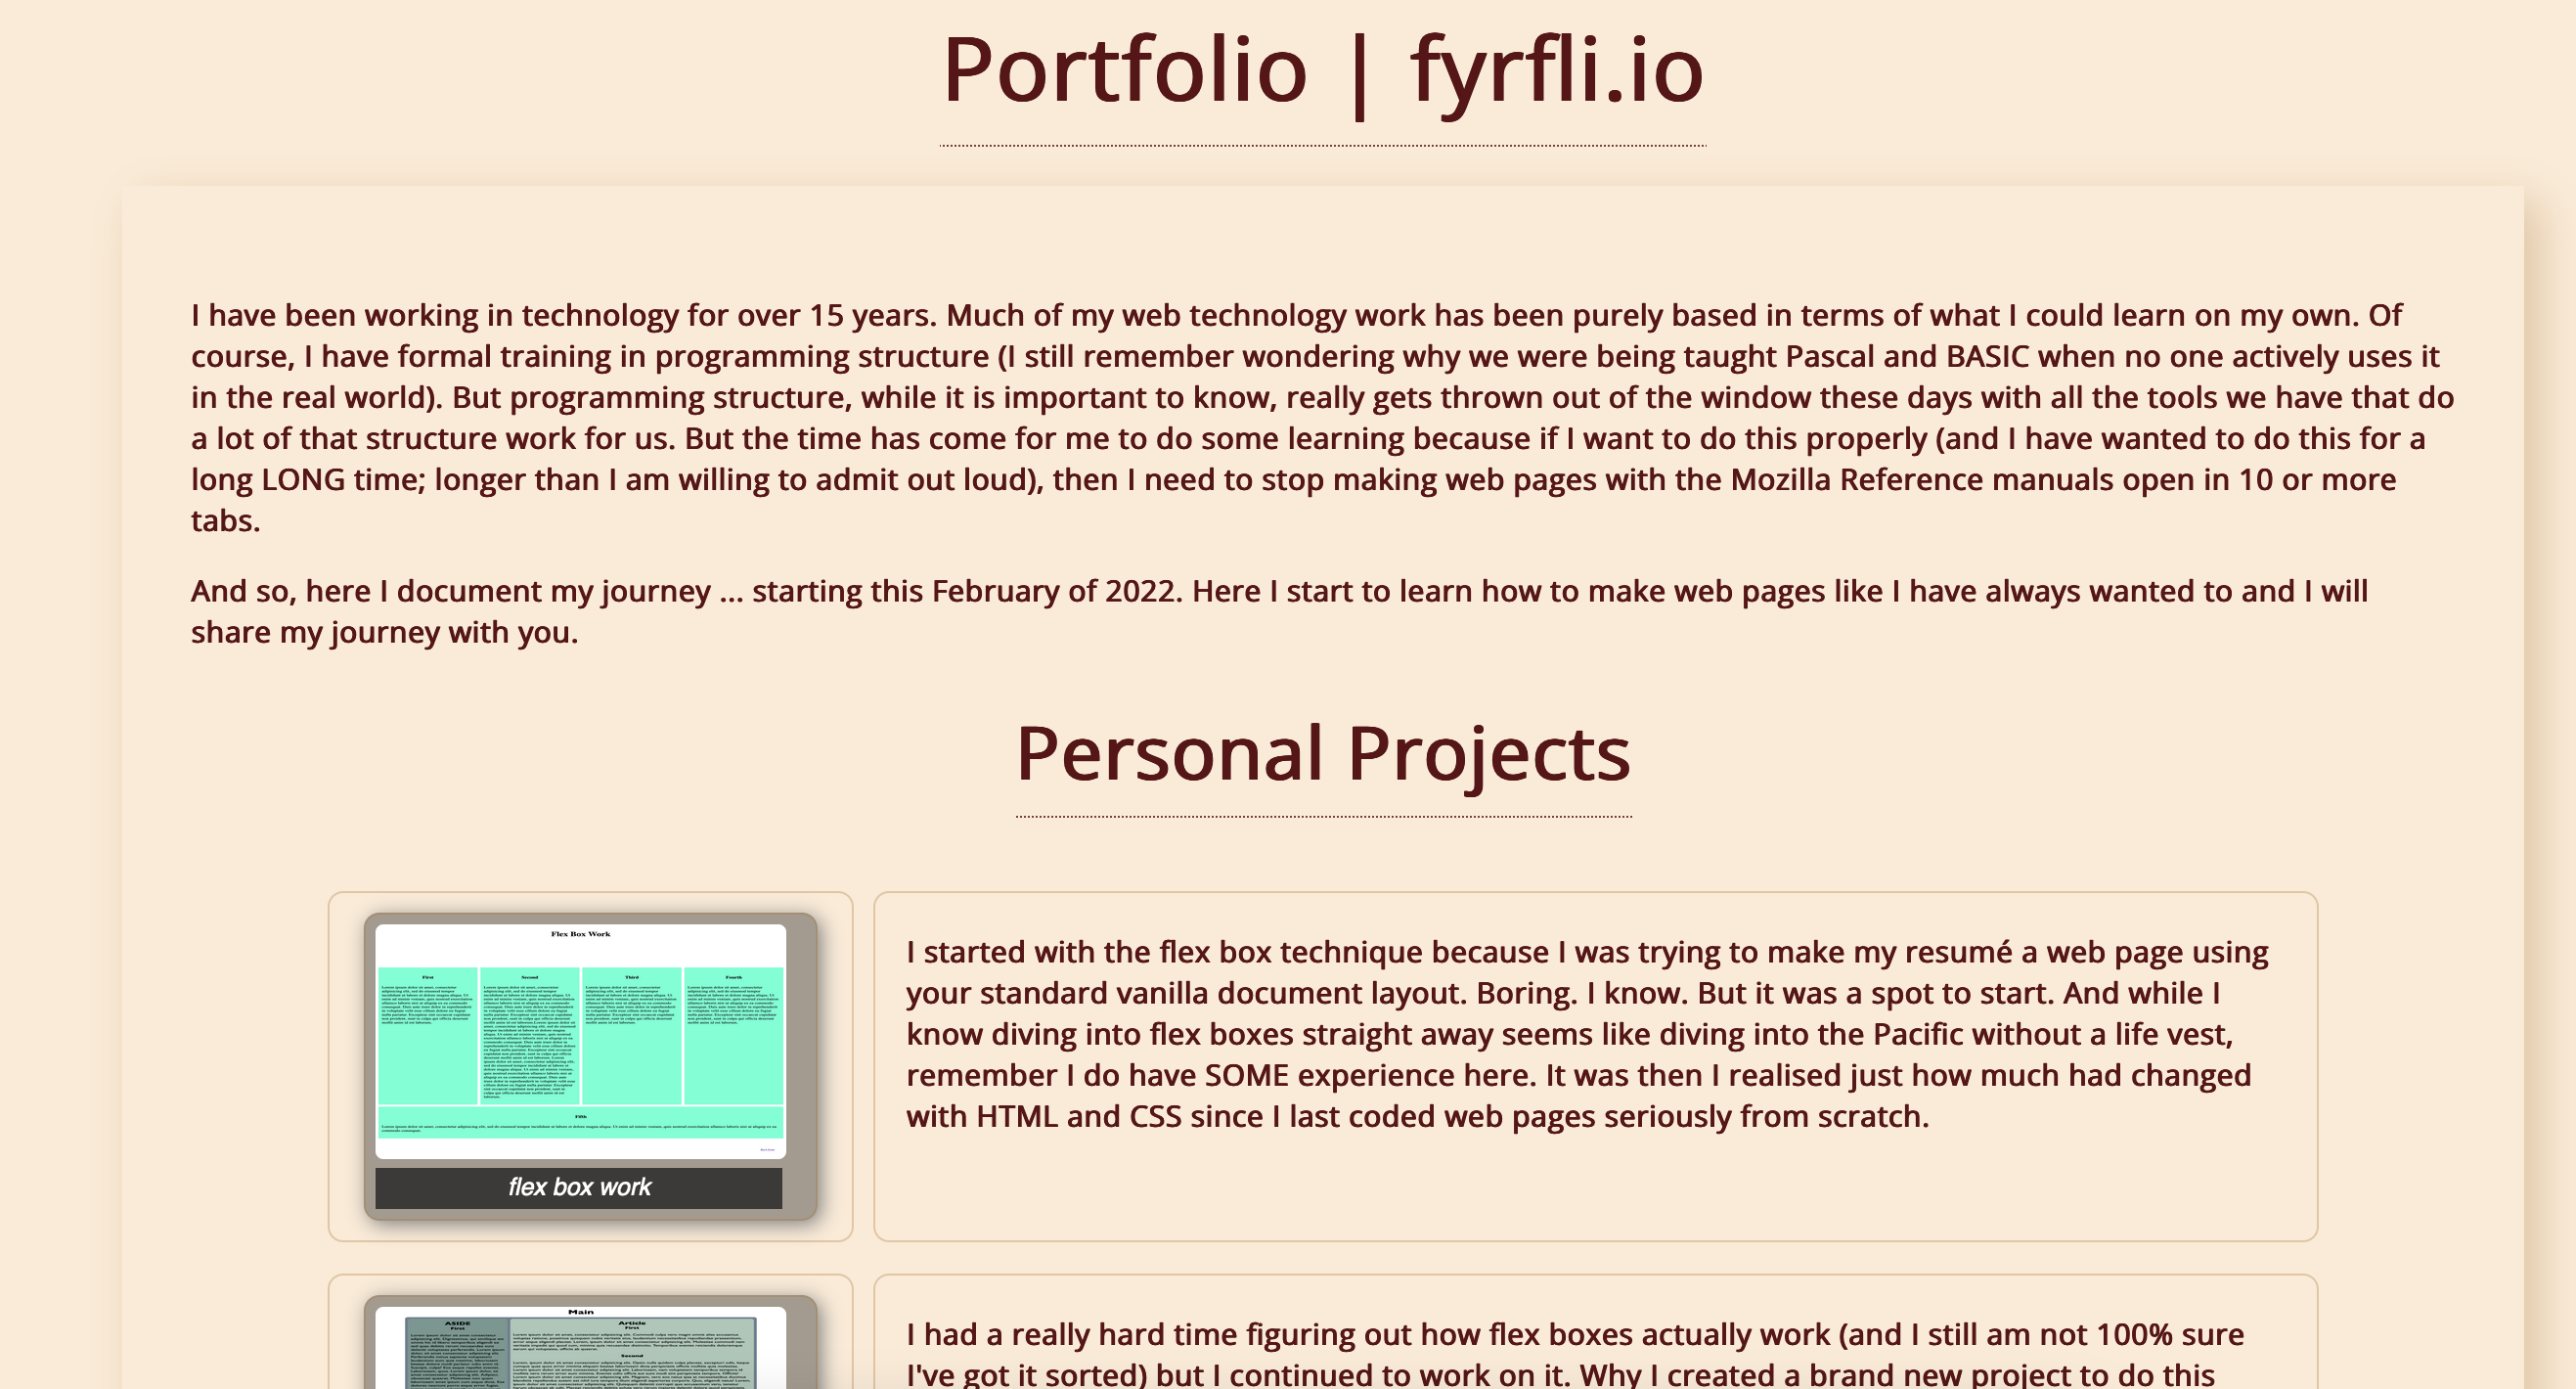 Portfolio | fyrfli.io
I have been working in technology for over 15 years. Much of my web technology work has been purely based in terms of what I could learn on my own. Of
course, I have formal training in programming structure (I still remember wondering why we were being taught Pascal and BASIC when no one actively uses it
in the real world). But programming structure, while it is important to know, really gets thrown out of the window these days with all the tools we have that do
a lot of that structure work for us. But the time has come for me to do some learning because if I want to do this properly (and I have wanted to do this for a
long LONG time; longer than I am willing to admit out loud), then I need to stop making web pages with the Mozilla Reference manuals open in 10 or more
tabs.
And so, here I document my journey ... starting this February of 2022. Here I start to learn how to make web pages like I have always wanted to and I will
share my journey with you.
Personal Projects
Flex Box Work
First
Second
Third
Fourth
Fifth
flex box work
I started with the flex box technique because I was trying to make my resumé a web page using
your standard vanilla document layout. Boring. I know. But it was a spot to start. And while I
know diving into flex boxes straight away seems like diving into the Pacific without a life vest,
remember I do have SOME experience here. It was then I realised just how much had changed
with HTML and CSS since I last coded web pages seriously from scratch.
Main
ASIDE
First
Article
First
Second
I had a really hard time figuring out how flex boxes actually work (and I still am not 100% sure
I've got it sorted) but I continued to work on it. Why I created a brand new project to do this